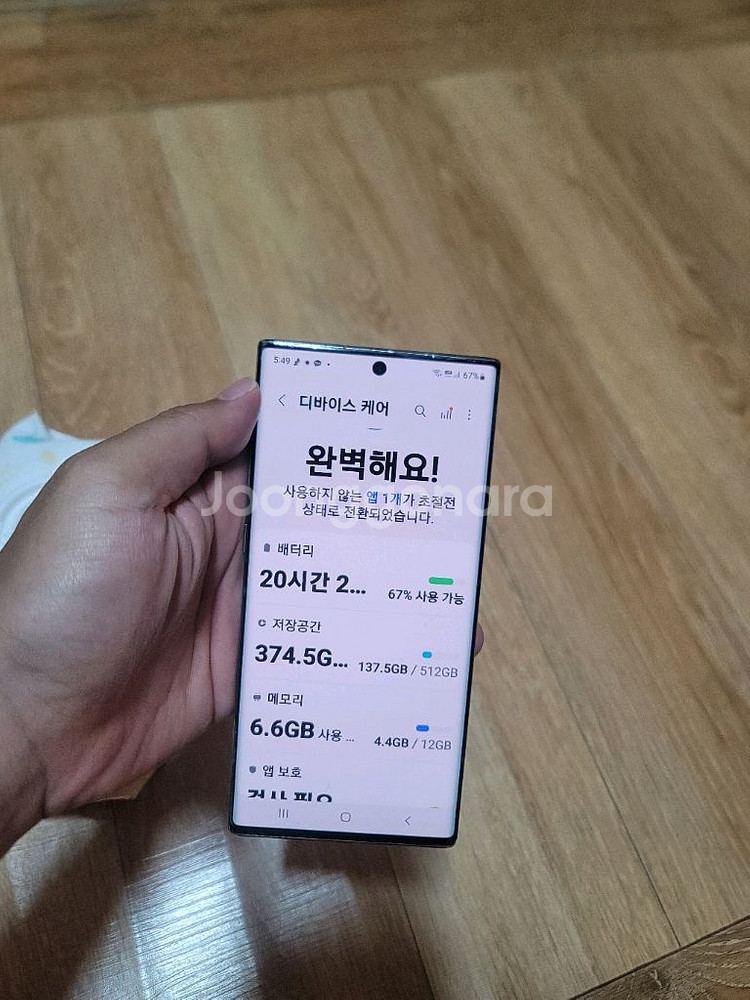 5:49
67%
디바이스 케어
완벽해요!
사용하지 않는 앱 1개가 초절전
상태로 전환되었습니다.
Joonggonara
배터리
20시간 2...
67% 사용 가능
저장공간
374.5G...
137.5GB / 512GB
메모리
6.6GB 사용 ...
4.4GB / 12GB
앱 보호